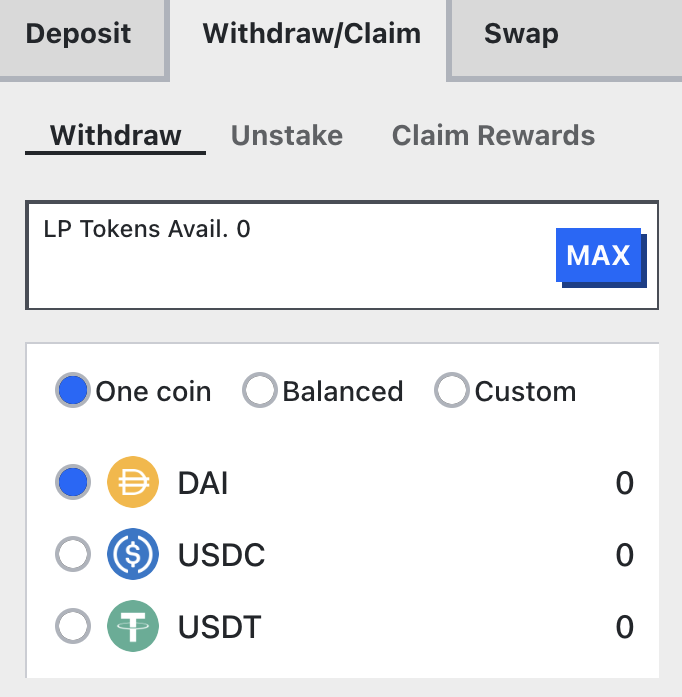 Deposit Withdraw/Claim Swap
Withdraw Unstake Claim Rewards
LP Tokens Avail. 0
MAX
One coin Balanced Custom
DAI 0
USDC 0
USDT 0